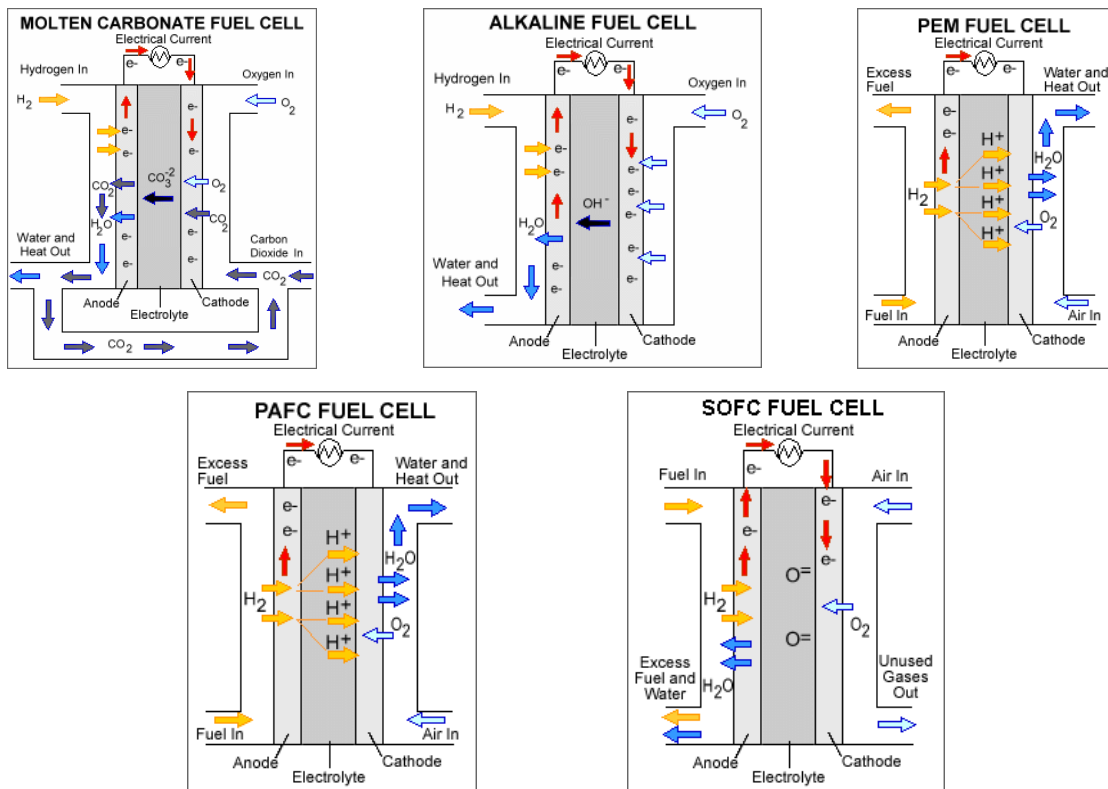 MOLTEN CARBONATE FUEL CELL
Electrical Current
e- e-
Hydrogen In
Oxygen In
H2
O2
e-
e-
e-
e-
CO3-2
CO2
O2
H2O
CO2
e-
e-
e-
e-
Water and
Heat Out
Carbon
Dioxide In
CO2
CO2
Anode
Cathode
Electrolyte
CO2
ALKALINE FUEL CELL
Electrical Current
e- e-
Hydrogen In
Oxygen In
H2
O2
e-
e-
e-
e-
e-
e-
OH-
H2O
e-
e-
e-
e-
e-
Water and
Heat Out
Anode
Cathode
Electrolyte
PEM FUEL CELL
Electrical Current
e- e-
Excess
Fuel
Water and
Heat Out
e-
e-
H+
H+
H+
H+
H2
H2O
O2
Fuel In
Air In
Anode
Cathode
Electrolyte
PAFC FUEL CELL
Electrical Current
e- e-
Excess
Fuel
Water and
Heat Out
e-
e-
H+
H+
H+
H+
H2
H2O
O2
Fuel In
Air In
Anode
Cathode
Electrolyte
SOFC FUEL CELL
Electrical Current
e-
Fuel In
Air In
e-
e-
e-
e-
O=
O=
H2
O2
H2O
Excess
Fuel and
Water
Unused
Gases
Out
Anode
Cathode
Electrolyte